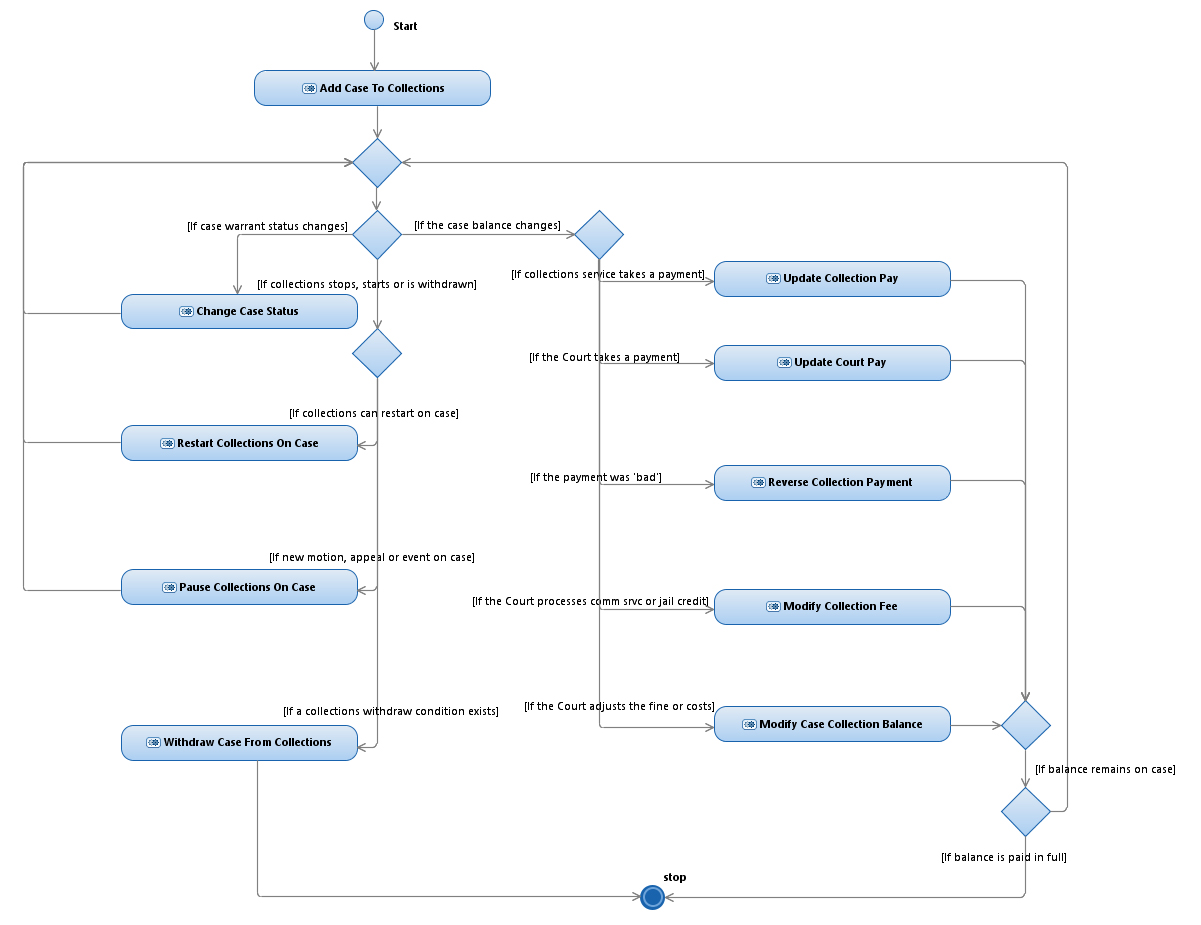 Start
Add Case To Collections
[If case warrant status changes]
[If the case balance changes]
[If collections service takes a payment]
Update Collection Pay
[If collections stops, starts or is withdrawn]
Change Case Status
[If the Court takes a payment]
Update Court Pay
[If collections can restart on case]
Restart Collections On Case
[If the payment was 'bad']
Reverse Collection Payment
[If new motion, appeal or event on case]
Pause Collections On Case
[If the Court processes comm srvc or jail credit]
Modify Collection Fee
[If a collections withdraw condition exists]
[If the Court adjusts the fine or costs]
Modify Case Collection Balance
Withdraw Case From Collections
[If balance remains on case]
[If balance is paid in full]
stop